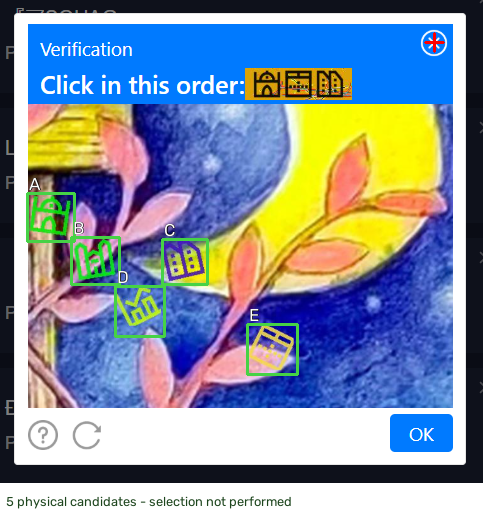 Verification
Click in this order:
A
B
C
D
E
OK
5 physical candidates - selection not performed